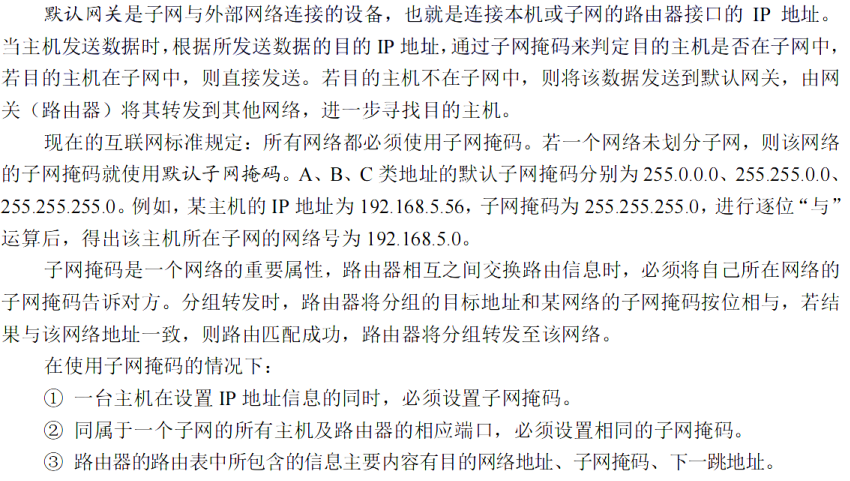 默认网关是子网与外部网络连接的设备，也就是连接本机或子网的路由器接口的 IP 地址。
当主机发送数据时，根据所发送数据的目的 IP 地址，通过子网掩码来判定目的主机是否在子网中，
若目的主机在子网中，则直接发送。若目的主机不在子网中，则将该数据发送到默认网关，由网
关（路由器）将其转发到其他网络，进一步寻找目的主机。
现在的互联网标准规定：所有网络都必须使用子网掩码。若一个网络未划分子网，则该网络
的子网掩码就使用默认子网掩码。A、B、C 类地址的默认子网掩码分别为 255.0.0.0、255.255.0.0、
255.255.255.0。例如，某主机的 IP 地址为 192.168.5.56，子网掩码为 255.255.255.0，进行逐位“与”
运算后，得出该主机所在子网的网络号为 192.168.5.0。
子网掩码是一个网络的重要属性，路由器相互之间交换路由信息时，必须将自己所在网络的
子网掩码告诉对方。分组转发时，路由器将分组的目标地址和某网络的子网掩码按位相与，若结
果与该网络地址一致，则路由匹配成功，路由器将分组转发至该网络。
在使用子网掩码的情况下：
① 一台主机在设置 IP 地址信息的同时，必须设置子网掩码。
② 同属于一个子网的所有主机及路由器的相应端口，必须设置相同的子网掩码。
③ 路由器的路由表中所包含的信息主要内容有目的网络地址、子网掩码、下一跳地址。